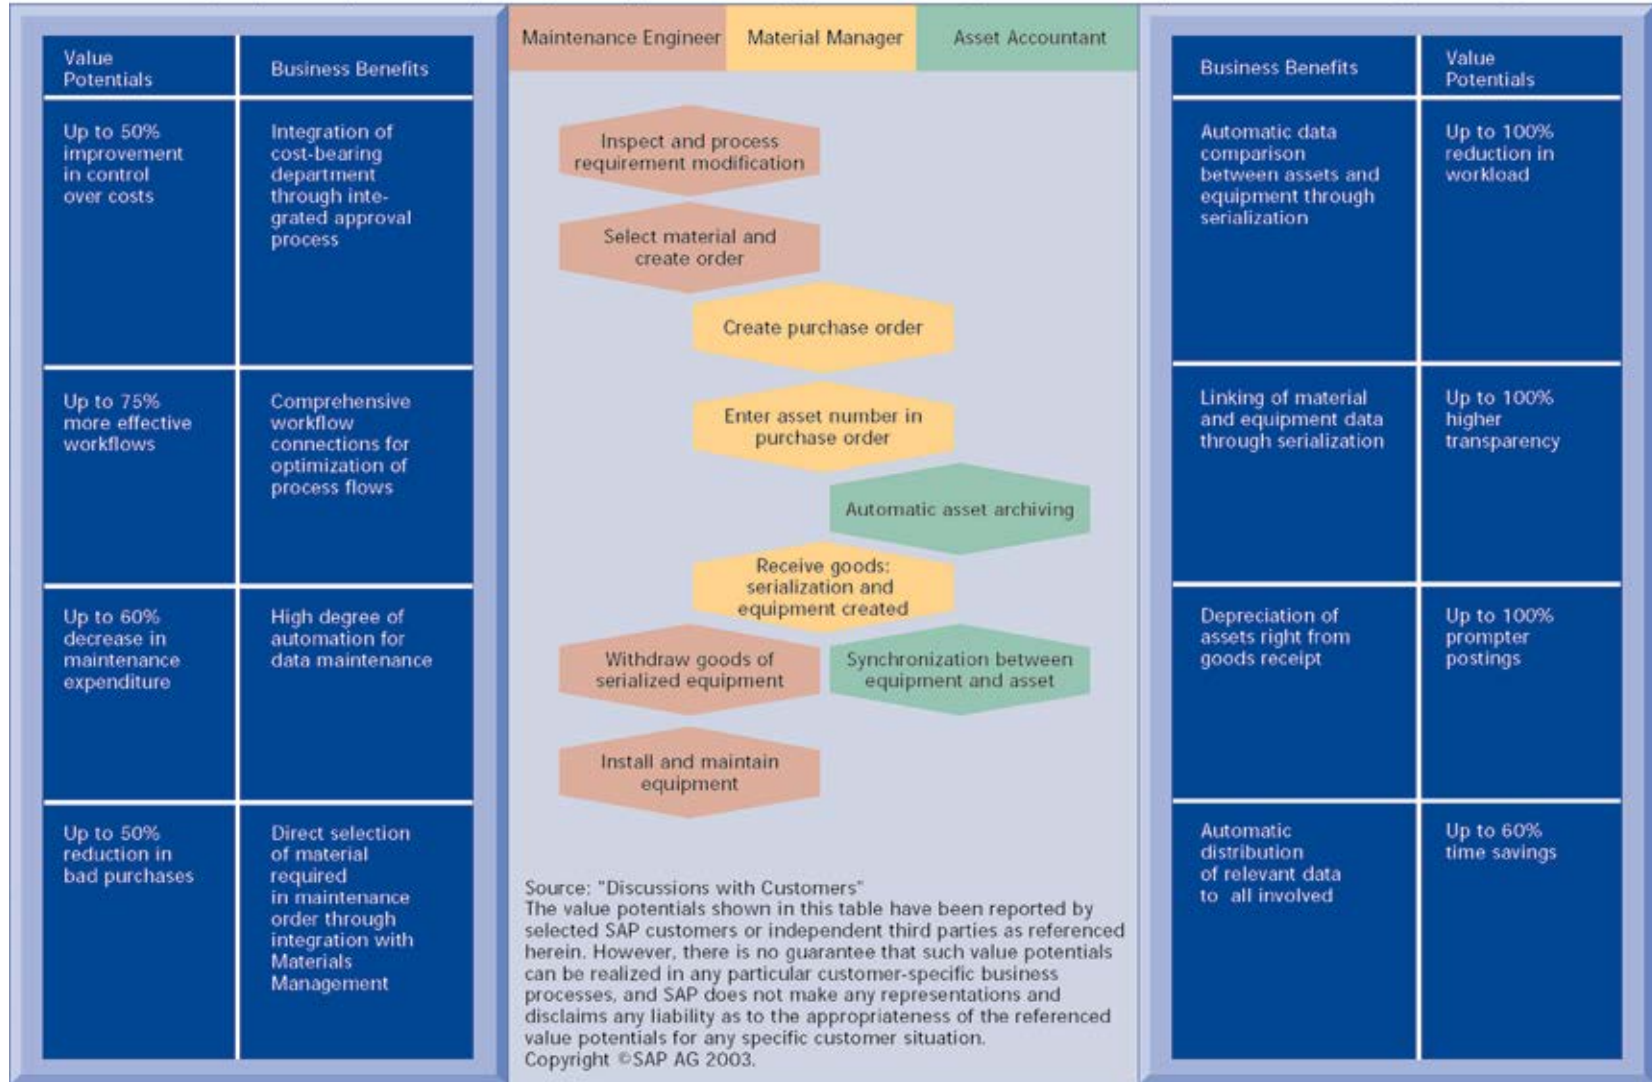 Value
Potentials
Business Benefits
Up to 50%
improvement
in control
over costs
Integration of
cost-bearing
department
through inte-
grated approval
process
Up to 75%
more effective
workflows
Comprehensive
workflow
connections for
optimization of
process flows
Up to 60%
decrease in
maintenance
expenditure
High degree of
automation for
data maintenance
Up to 50%
reduction in
bad purchases
Direct selection
of material
required
in maintenance
order through
integration with
Materials
Management
Maintenance Engineer
Material Manager
Asset Accountant
Inspect and process
requirement modification
Select material and
create order
Create purchase order
Enter asset number in
purchase order
Automatic asset archiving
Receive goods:
serialization and
equipment created
Withdraw goods of
serialized equipment
Synchronization between
equipment and asset
Install and maintain
equipment
Source: "Discussions with Customers"
The value potentials shown in this table have been reported by
selected SAP customers or independent third parties as referenced
herein. However, there is no guarantee that such value potentials
can be realized in any particular customer-specific business
processes, and SAP does not make any representations and
disclaims any liability as to the appropriateness of the referenced
value potentials for any specific customer situation.
Copyright ©SAP AG 2003.
Business Benefits
Value
Potentials
Automatic data
comparison
between assets and
equipment through
serialization
Up to 100%
reduction in
workload
Linking of material
and equipment data
through serialization
Up to 100%
higher
transparency
Depreciation of
assets right from
goods receipt
Up to 100%
prompter
postings
Automatic
distribution
of relevant data
to all involved
Up to 60%
time savings